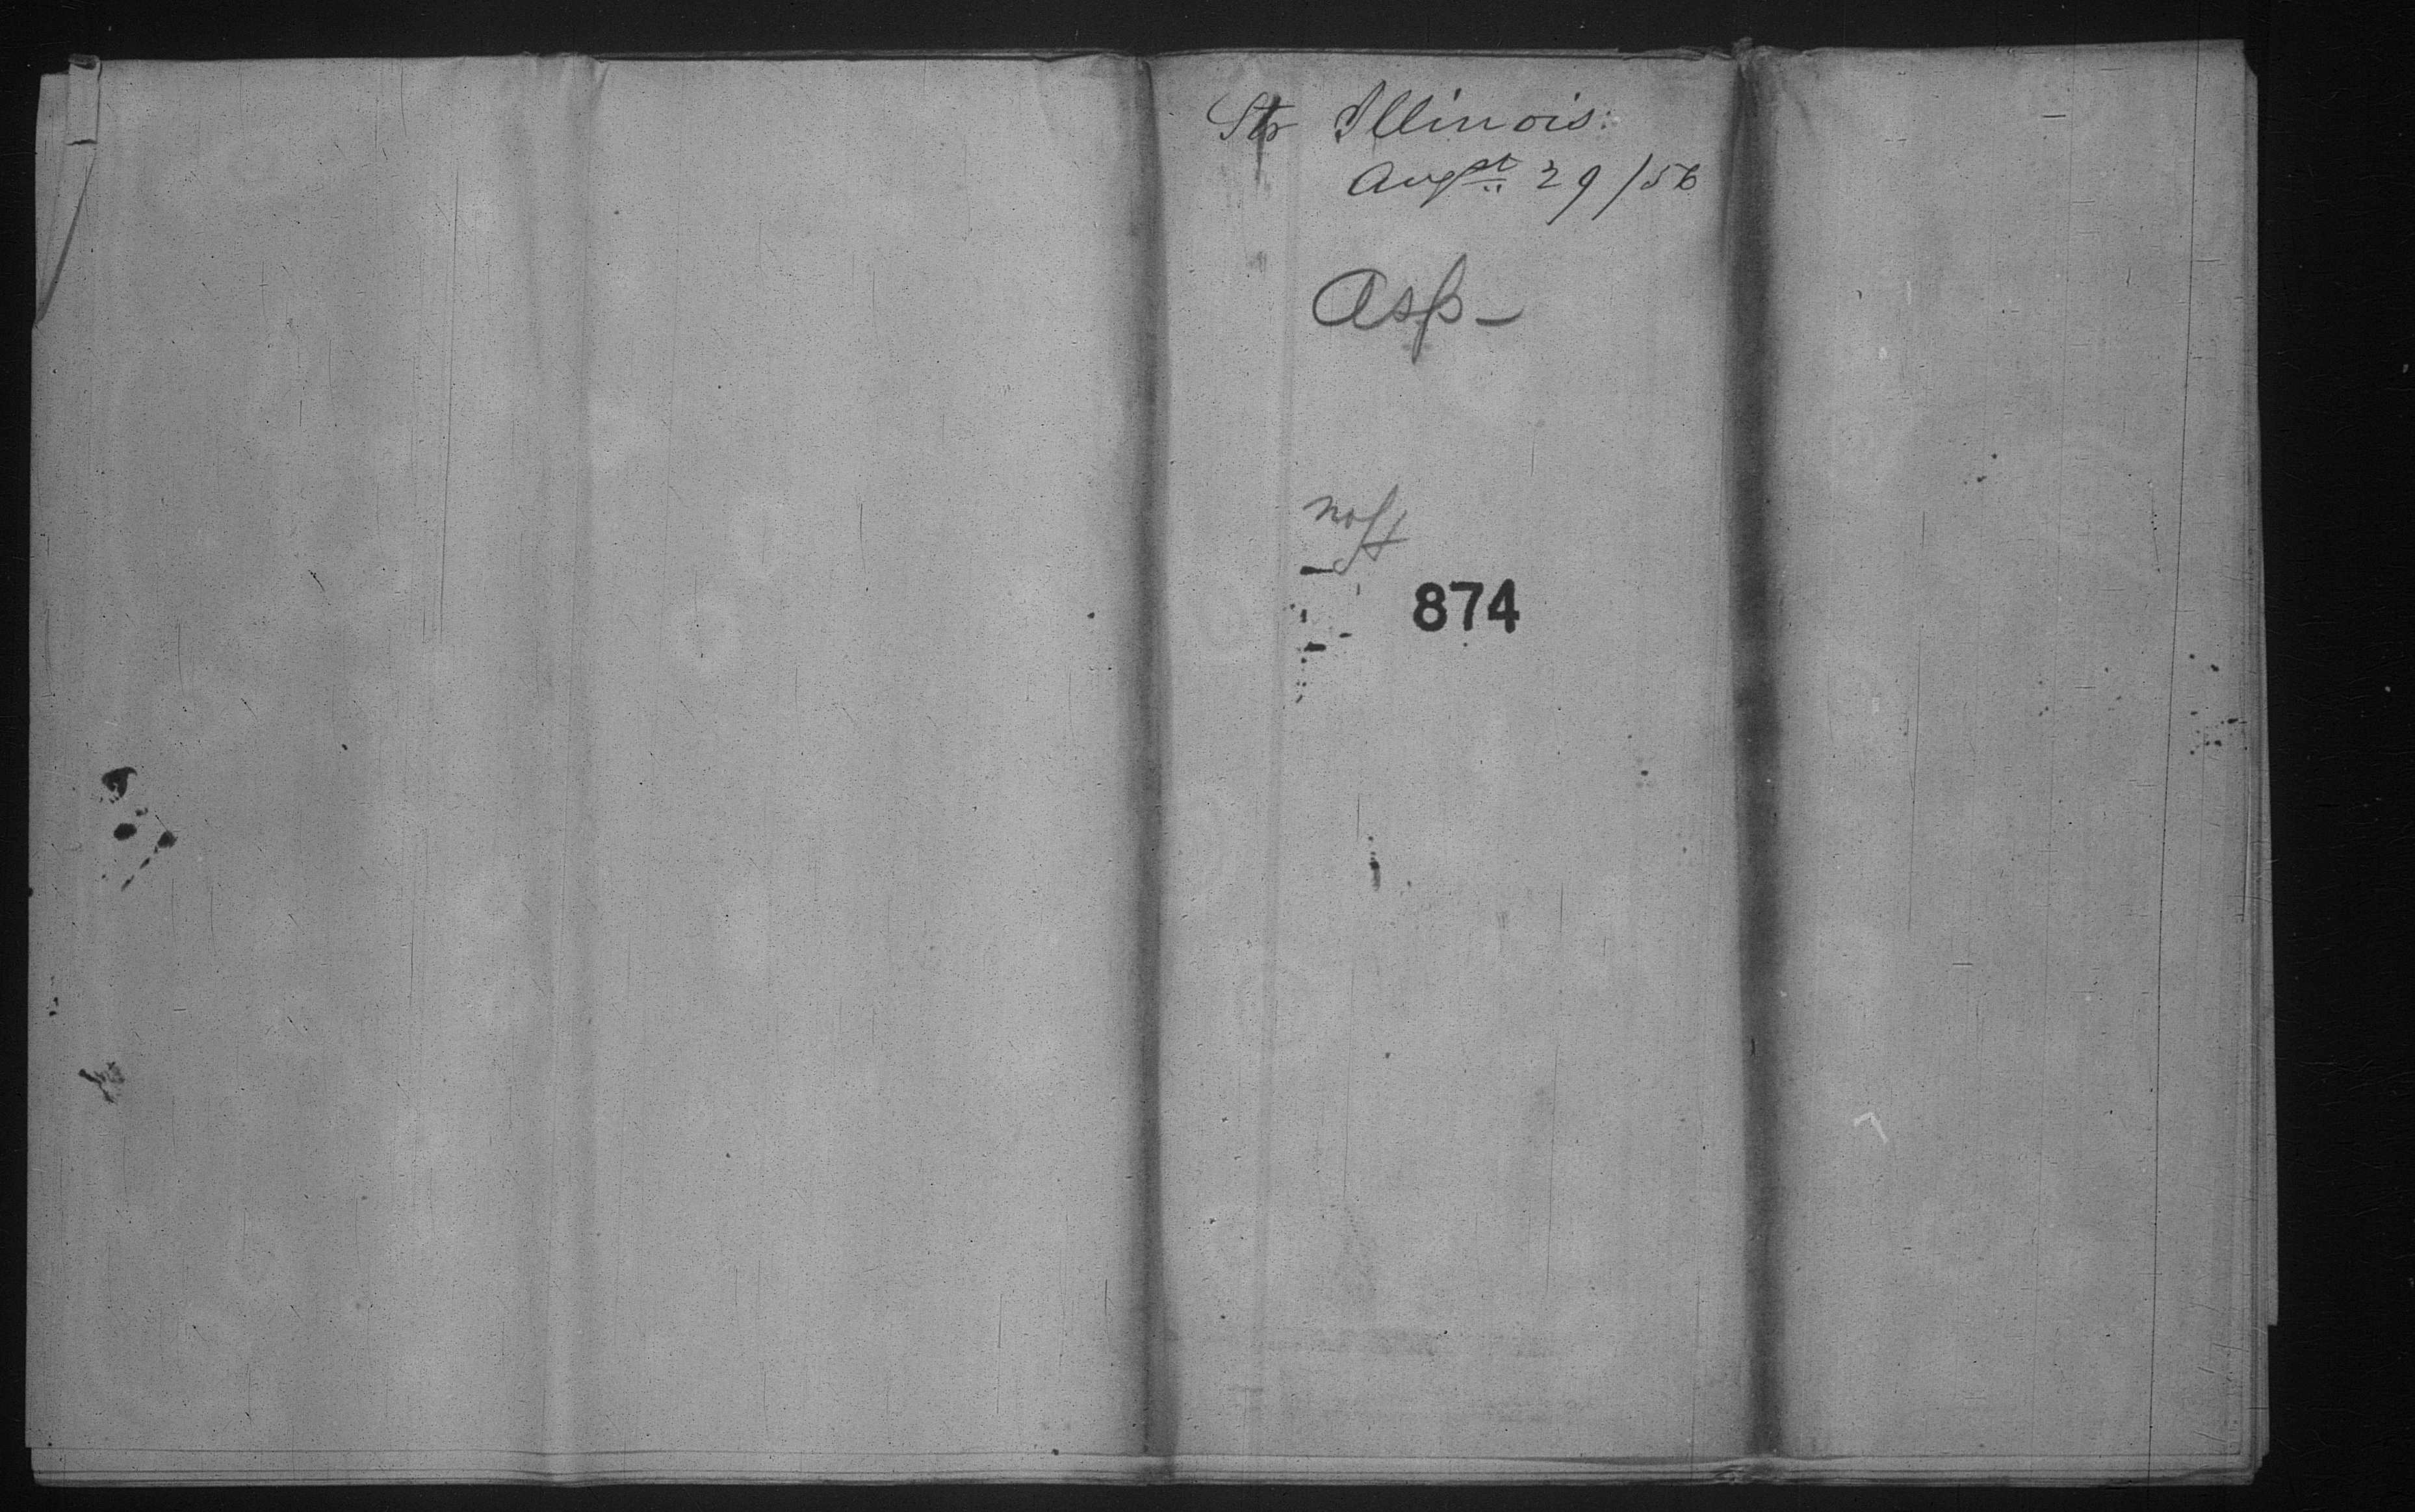 Str Illinois.
Augst 29/56
Asp -
874